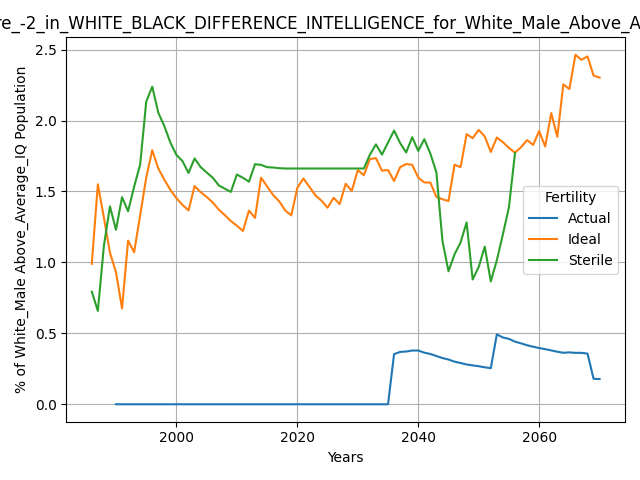 re_-2_in_WHITE_BLACK_DIFFERENCE_INTELLIGENCE_for_White_Male_Above_A
% of White_Male Above_Average_IQ Population
2.5
2.0
1.5
1.0
0.5
0.0
Fertility
Actual
Ideal
Sterile
2000
2020
2040
2060
Years